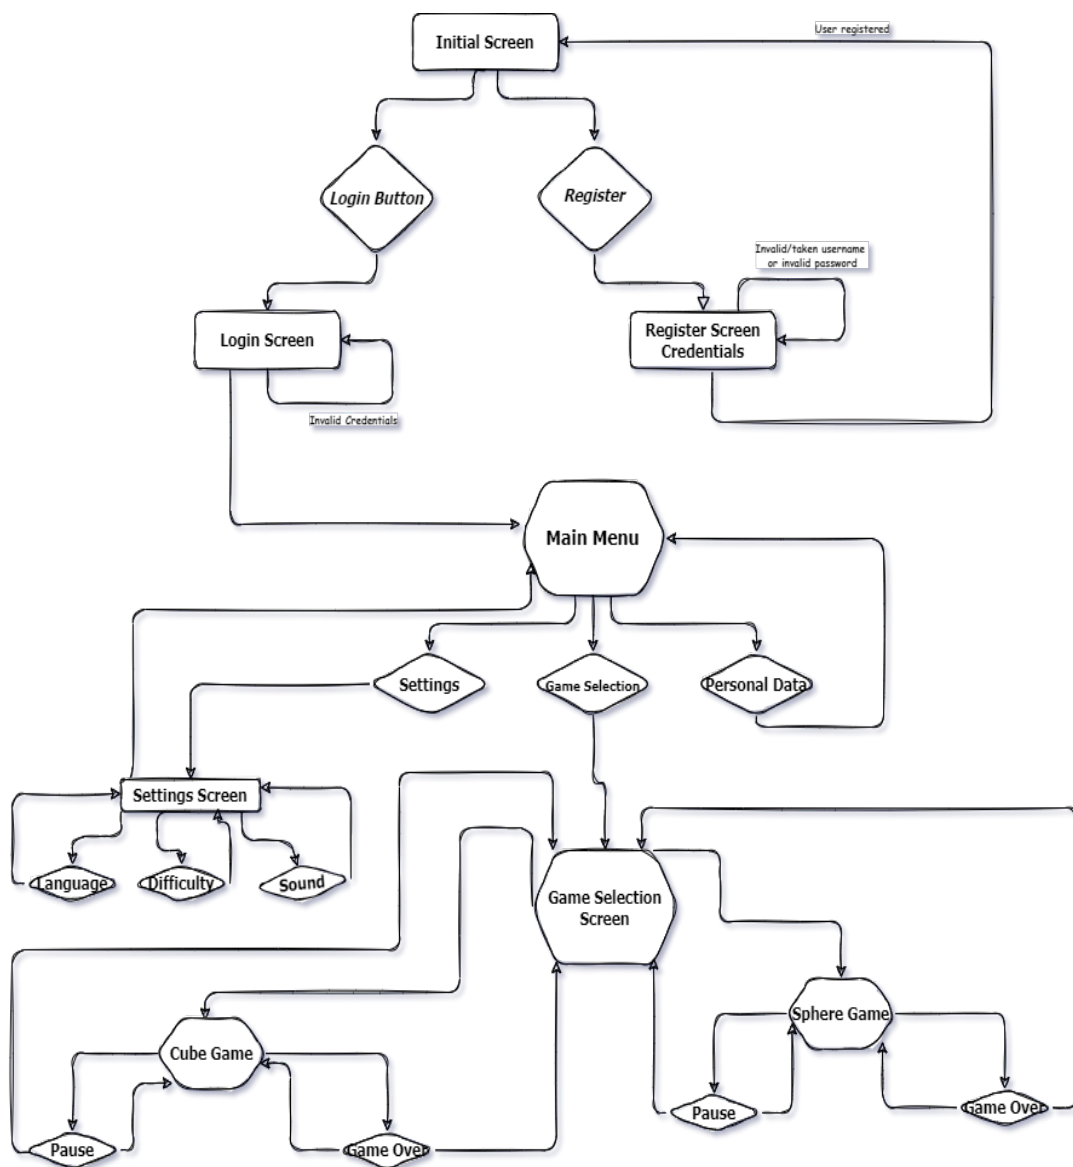 User registered
Initial Screen
Login Button
Register
Invalid/taken username
or invalid password
Login Screen
Register Screen
Credentials
Invalid Credentials
Main Menu
Settings
Game Selection
Personal Data
Settings Screen
Language
Difficulty
Sound
Game Selection
Screen
Sphere Game
Cube Game
Pause
Game Over
Pause
Game Over